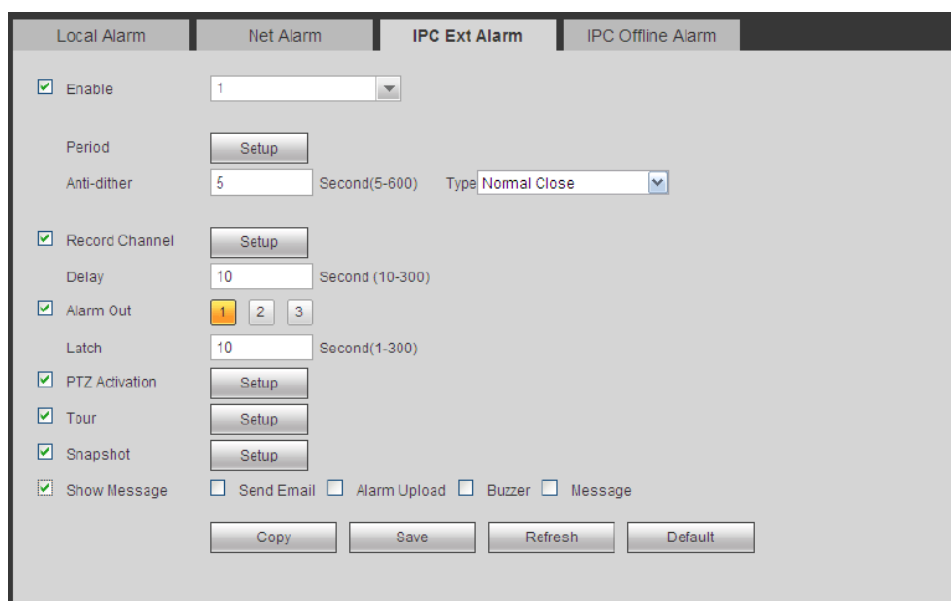 Local Alarm Net Alarm IPC Ext Alarm IPC Offline Alarm
Enable 1
Period Setup
Anti-dither 5 Second(5-600) Type Normal Close
Record Channel Setup
Delay 10 Second (10-300)
Alarm Out 1 2 3
Latch 10 Second(1-300)
PTZ Activation Setup
Tour Setup
Snapshot Setup
Show Message Send Email Alarm Upload Buzzer Message
Copy Save Refresh Default